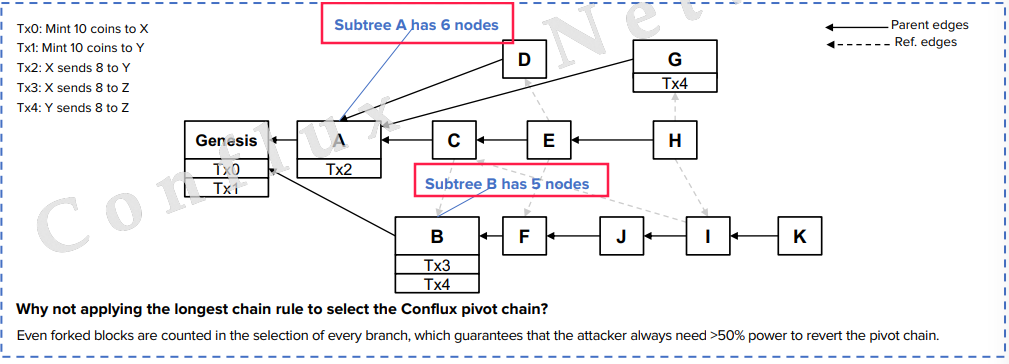 Tx0: Mint 10 coins to X
Tx1: Mint 10 coins to Y
Tx2: X sends 8 to Y
Tx3: X sends 8 to Z
Tx4: Y sends 8 to Z
Subtree A has 6 nodes
Parent edges
Ref. edges
D
G
Tx4
Genesis
Tx0
Tx1
A
Tx2
C
E
H
Subtree B has 5 nodes
B
Tx3
Tx4
F
J
I
K
Conflux Net
Why not applying the longest chain rule to select the Conflux pivot chain?
Even forked blocks are counted in the selection of every branch, which guarantees that the attacker always need >50% power to revert the pivot chain.